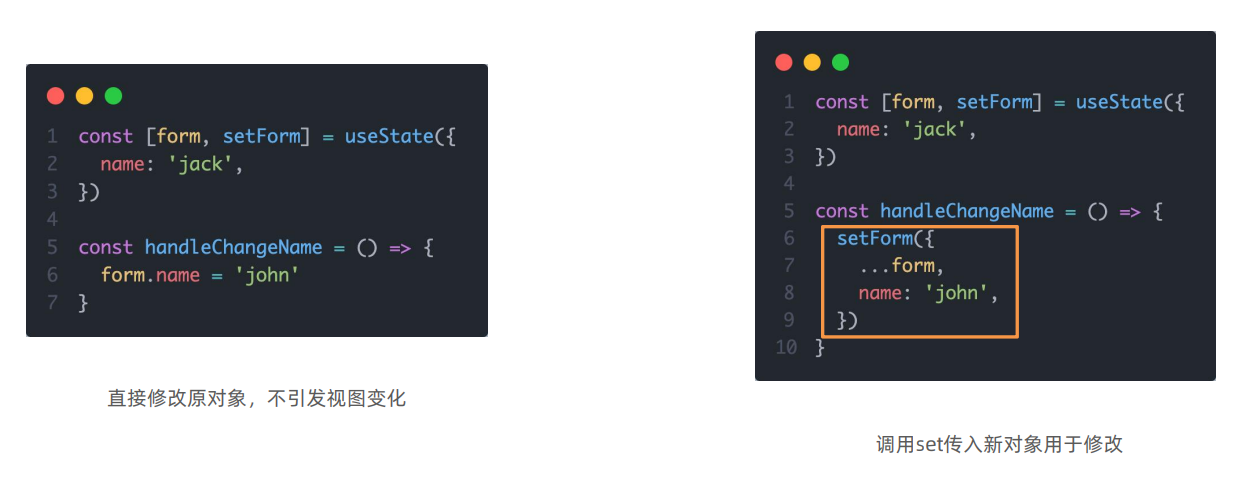 1 const [form, setForm] = useState({
2   name: 'jack',
3 })
4
5 const handleChangeName = () => {
6   form.name = 'john'
7 }
直接修改原对象，不引发视图变化
1 const [form, setForm] = useState({
2   name: 'jack',
3 })
4
5 const handleChangeName = () => {
6   setForm({
7     ...form,
8     name: 'john',
9   })
10 }
调用set传入新对象用于修改